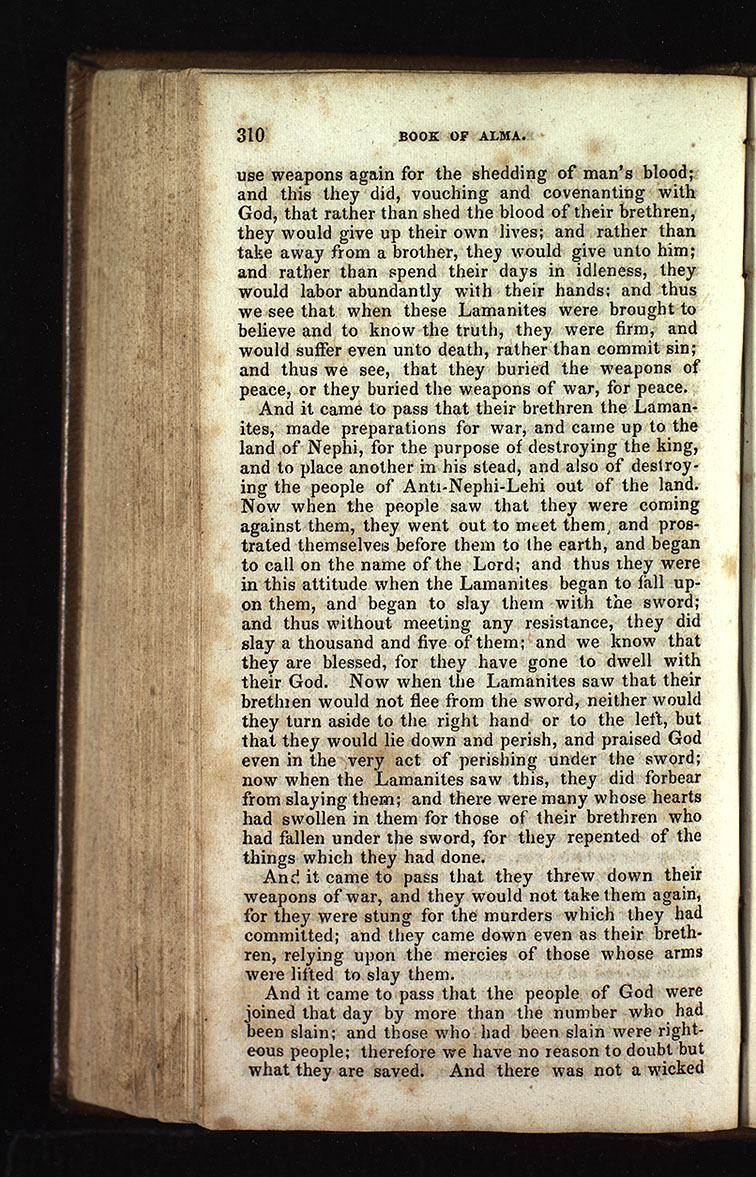 310 BOOK OF ALMA.
use weapons again for the shedding of man's blood;
and this they did, vouching and covenanting with
God, that rather than shed the blood of their brethren,
they would give up their own lives; and rather than
take away from a brother, they would give unto him;
and rather than spend their days in idleness, they
would labor abundantly with their hands: and thus
we see that when these Lamanites were brought to
believe and to know the truth, they were firm, and
would suffer even unto death, rather than commit sin;
and thus we see, that they buried the weapons of
peace, or they buried the weapons of war, for peace.
And it came to pass that their brethren the Laman-
ites, made preparations for war, and came up to the
land of Nephi, for the purpose of destroying the king,
and to place another in his stead, and also of destroy-
ing the people of Anti-Nephi-Lehi out of the land.
Now when the people saw that they were coming
against them, they went out to meet them, and pros-
trated themselves before them to the earth, and began
to call on the name of the Lord; and thus they were
in this attitude when the Lamanites began to fall up-
on them, and began to slay them with the sword;
and thus without meeting any resistance, they did
slay a thousand and five of them; and we know that
they are blessed, for they have gone to dwell with
their God. Now when the Lamanites saw that their
brethren would not flee from the sword, neither would
they turn aside to the right hand or to the left, but
that they would lie down and perish, and praised God
even in the very act of perishing under the sword;
now when the Lamanites saw this, they did forbear
from slaying them; and there were many whose hearts
had swollen in them for those of their brethren who
had fallen under the sword, for they repented of the
things which they had done.
And it came to pass that they threw down their
weapons of war, and they would not take them again,
for they were stung for the murders which they had
committed; and they came down even as their breth-
ren, relying upon the mercies of those whose arms
were lifted to slay them.
And it came to pass that the people of God were
joined that day by more than the number who had
been slain; and those who had been slain were right-
eous people; therefore we have no reason to doubt but
what they are saved. And there was not a wicked